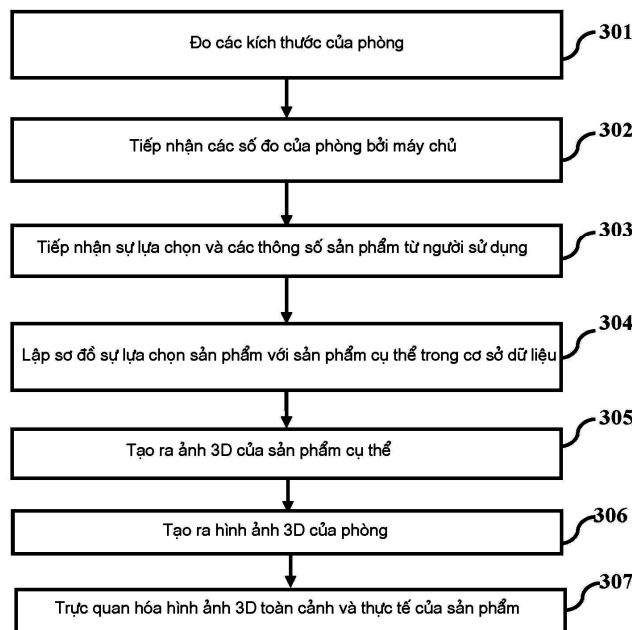 Đo các kích thước của phòng
301
Tiếp nhận các số đo của phòng bởi máy chủ
302
Tiếp nhận sự lựa chọn và các thông số sản phẩm từ người sử dụng
303
Lập sơ đồ sự lựa chọn sản phẩm với sản phẩm cụ thể trong cơ sở dữ liệu
304
Tạo ra ảnh 3D của sản phẩm cụ thể
305
Tạo ra hình ảnh 3D của phòng
306
Trực quan hóa hình ảnh 3D toàn cảnh và thực tế của sản phẩm
307